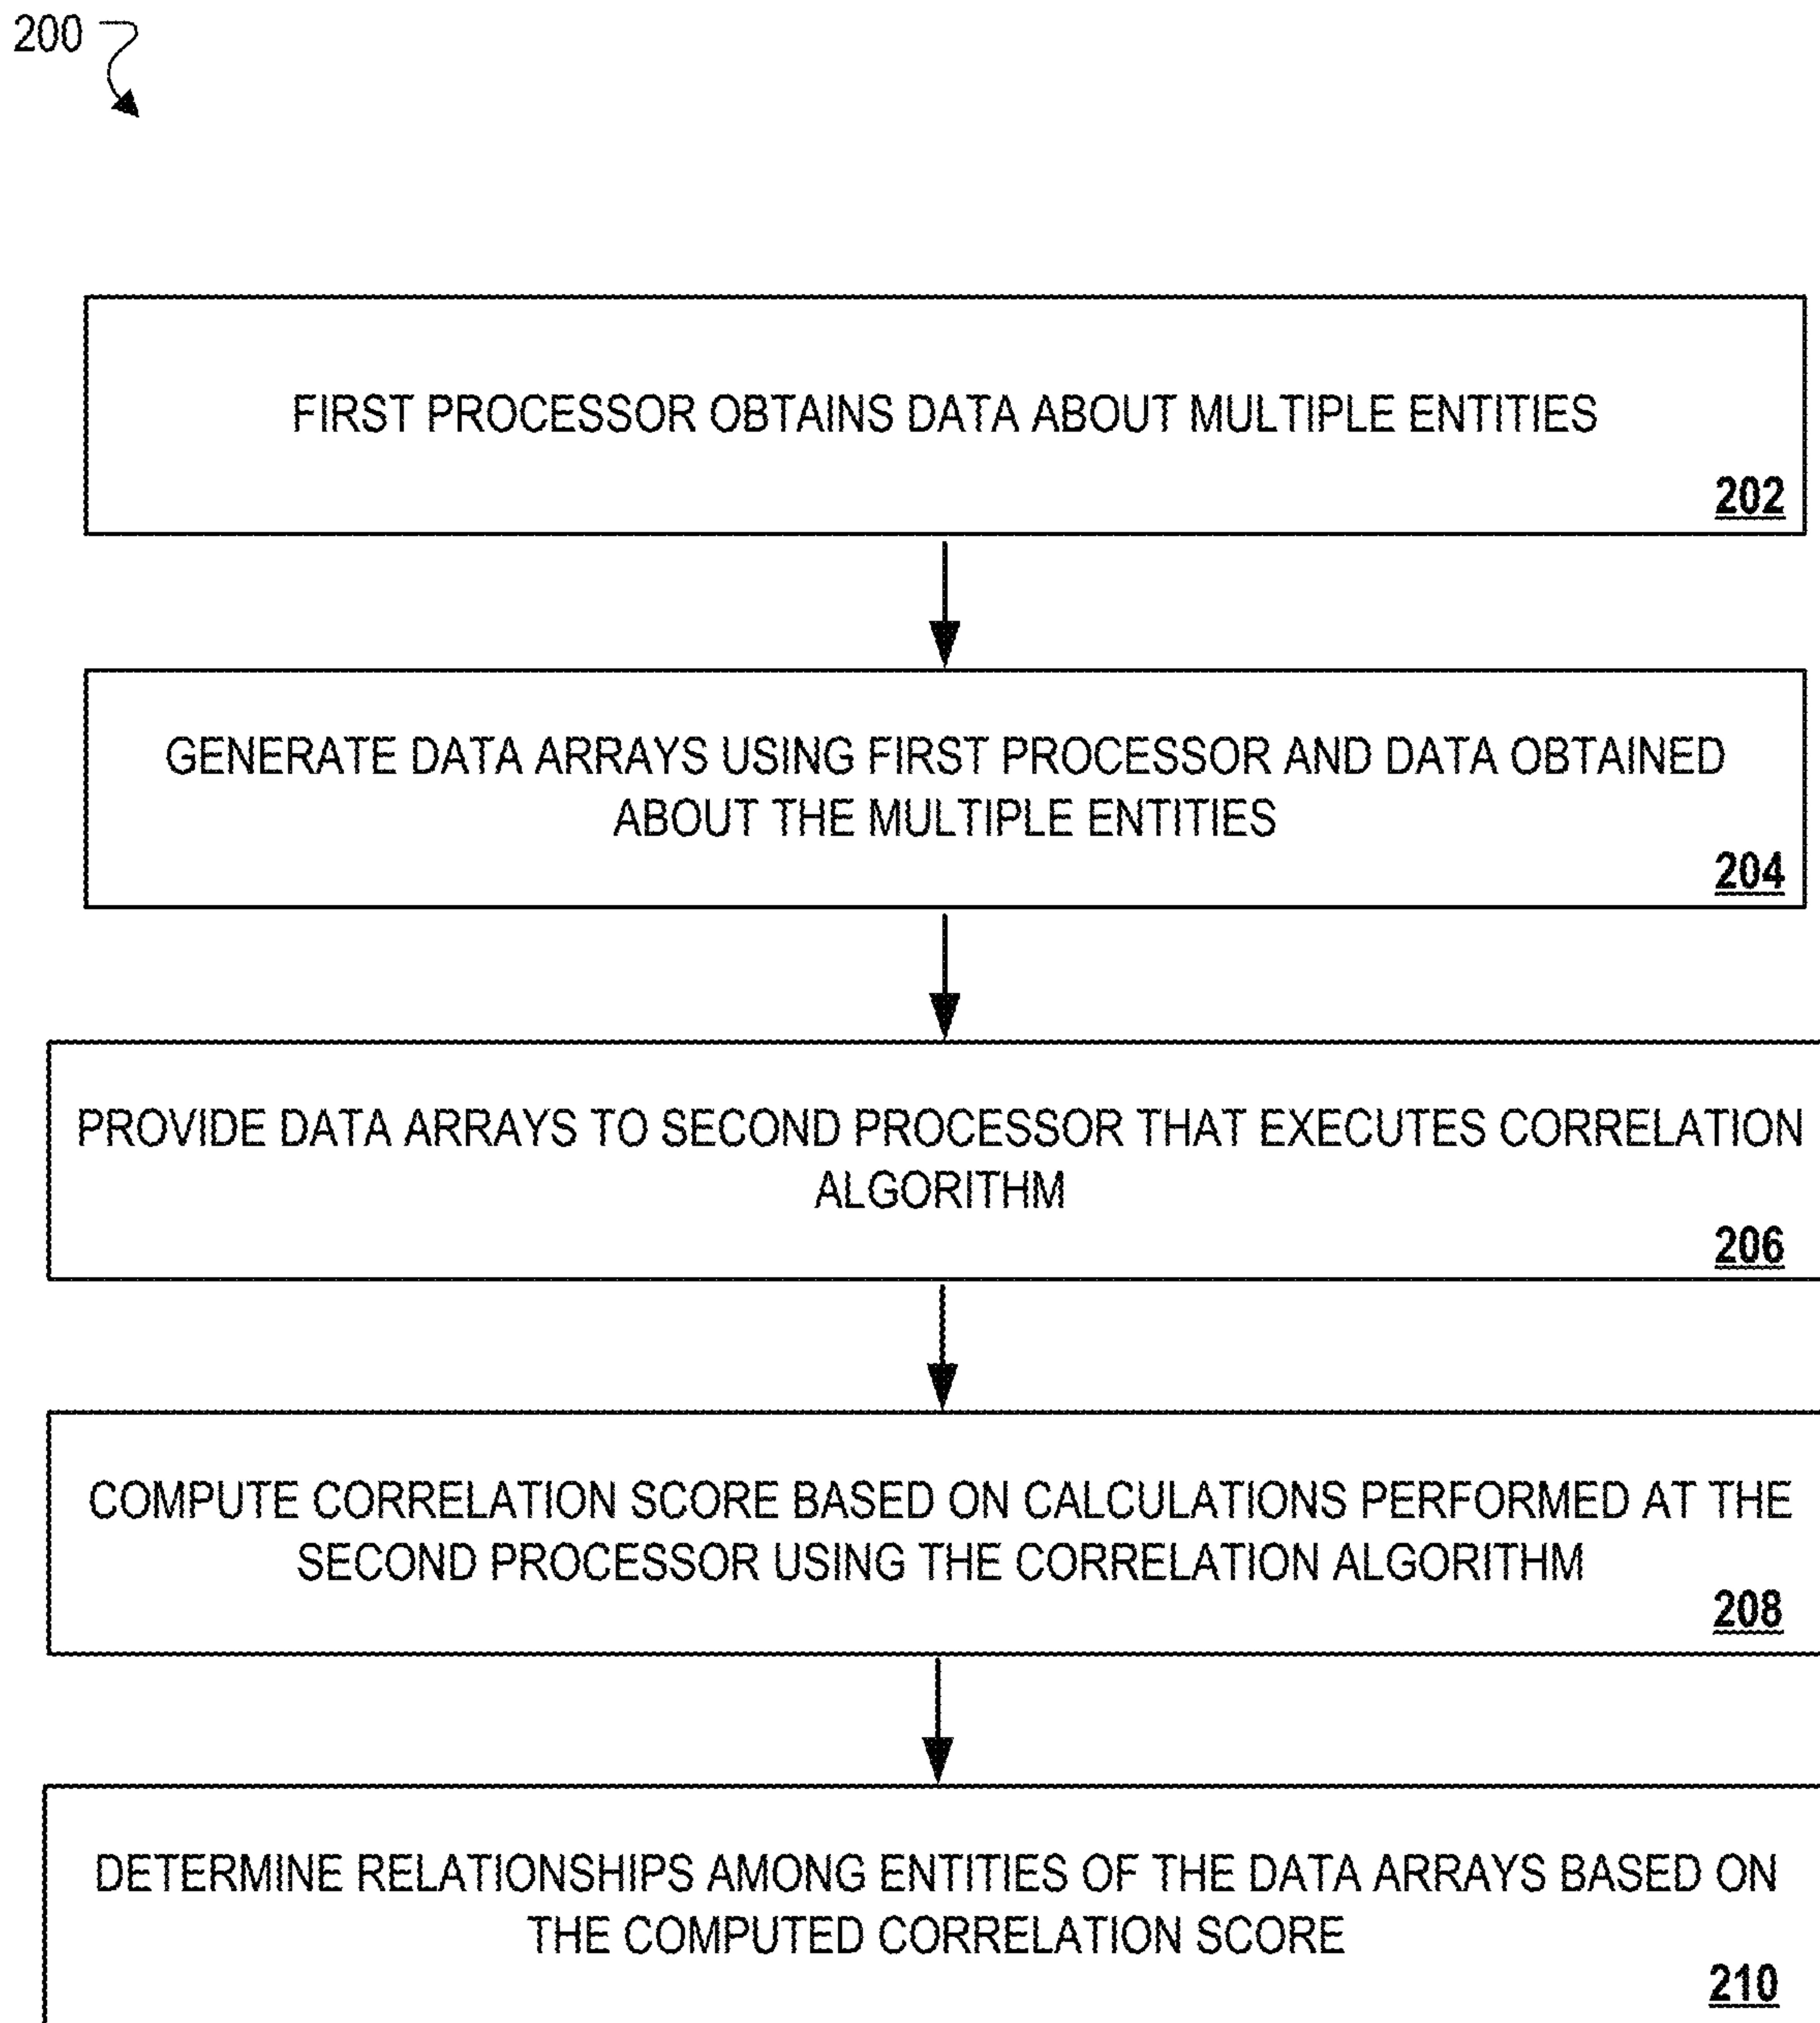 200
FIRST PROCESSOR OBTAINS DATA ABOUT MULTIPLE ENTITIES
202
GENERATE DATA ARRAYS USING FIRST PROCESSOR AND DATA OBTAINED
ABOUT THE MULTIPLE ENTITIES
204
PROVIDE DATA ARRAYS TO SECOND PROCESSOR THAT EXECUTES CORRELATION
ALGORITHM
206
COMPUTE CORRELATION SCORE BASED ON CALCULATIONS PERFORMED AT THE
SECOND PROCESSOR USING THE CORRELATION ALGORITHM
208
DETERMINE RELATIONSHIPS AMONG ENTITIES OF THE DATA ARRAYS BASED ON
THE COMPUTED CORRELATION SCORE
210